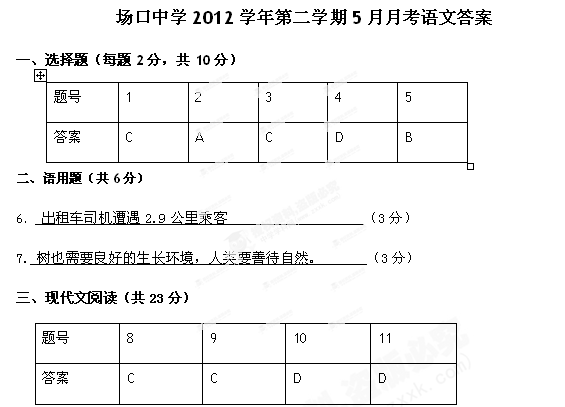 场口中学 2012 学年第二学期 5 月月考语文答案
一、选择题（每题 2分，共 10分）
题号 1 2 3 4 5
答案 C A C D B
二、语用题（共 6分）
6. 出租车司机遭遇 2.9 公里乘客 （3 分）
7. 树也需要良好的生长环境，人类要善待自然。 （3 分）
三、现代文阅读（共 23 分）
题号 8 9 10 11
答案 C C D D